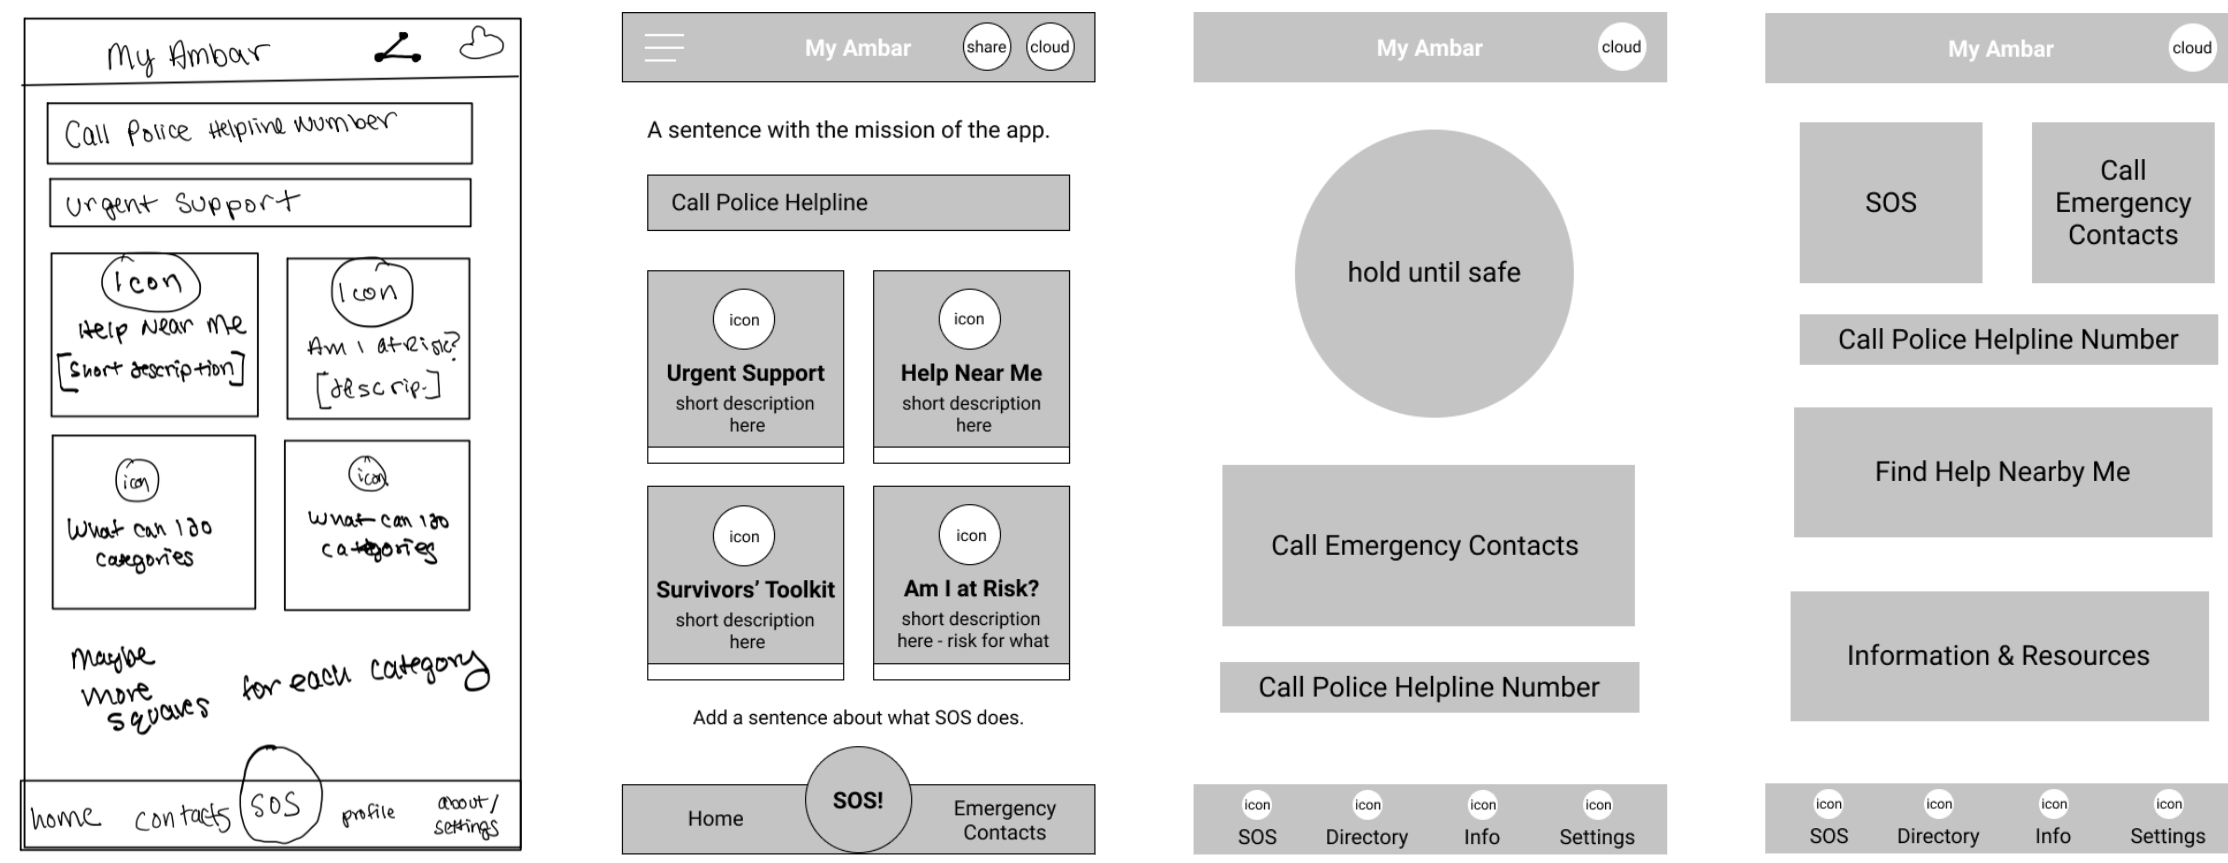 My Ambar
Call Police Helpline Number
Urgent Support
icon
Help Near Me
[short description]
icon
Am I at Risk?
[descrip.]
icon
What can I do
categories
icon
What can I do
categories
Maybe
more
squares
for each category
home
contacts
SOS
profile
about/
settings
My Ambar
share
cloud
A sentence with the mission of the app.
Call Police Helpline
icon
Urgent Support
short description
here
icon
Help Near Me
short description
here
icon
Survivors’ Toolkit
short description
here
icon
Am I at Risk?
short description
here - risk for what
Add a sentence about what SOS does.
Home
SOS!
Emergency
Contacts
My Ambar
cloud
hold until safe
Call Emergency Contacts
Call Police Helpline Number
icon
SOS
icon
Directory
icon
Info
icon
Settings
My Ambar
cloud
SOS
Call
Emergency
Contacts
Call Police Helpline Number
Find Help Nearby Me
Information & Resources
icon
SOS
icon
Directory
icon
Info
icon
Settings